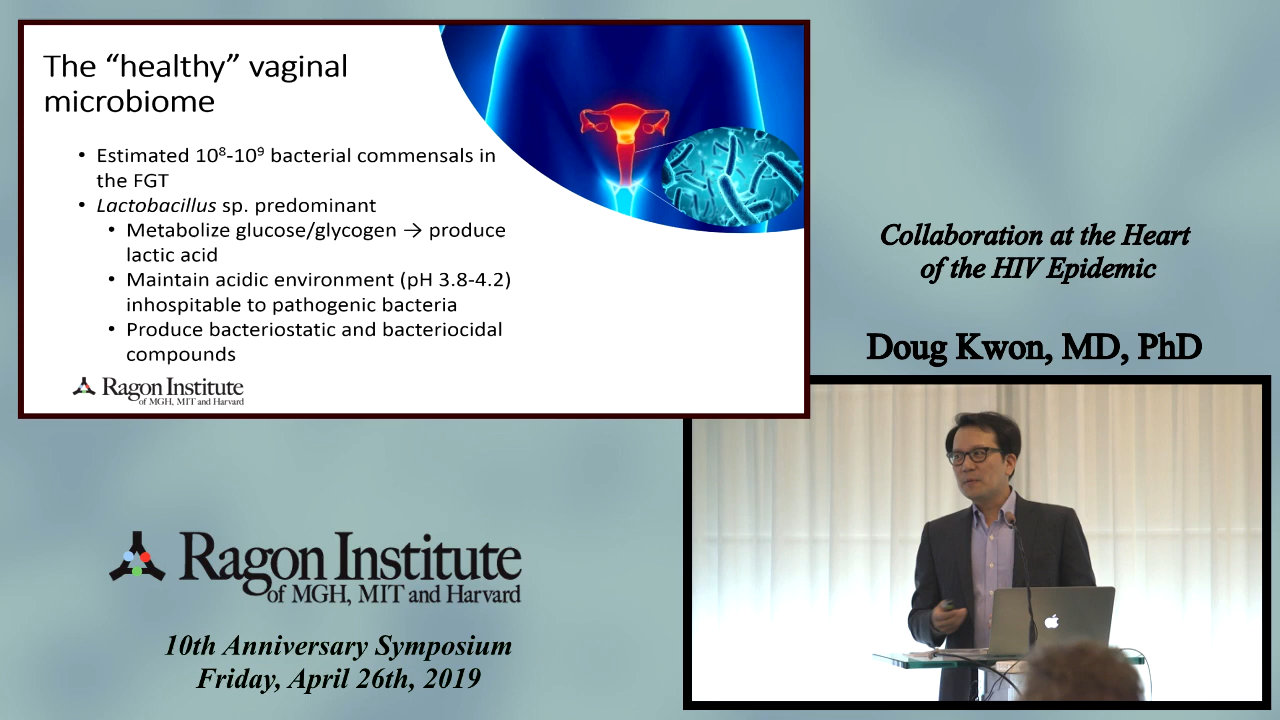 The “healthy” vaginal
microbiome
• Estimated 10⁸-10⁹ bacterial commensals in
the FGT
• Lactobacillus sp. predominant
• Metabolize glucose/glycogen → produce
lactic acid
• Maintain acidic environment (pH 3.8-4.2)
inhospitable to pathogenic bacteria
• Produce bacteriostatic and bacteriocidal
compounds
Ragon Institute
of MGH, MIT and Harvard
Collaboration at the Heart
of the HIV Epidemic
Doug Kwon, MD, PhD
Ragon Institute
of MGH, MIT and Harvard
10th Anniversary Symposium
Friday, April 26th, 2019